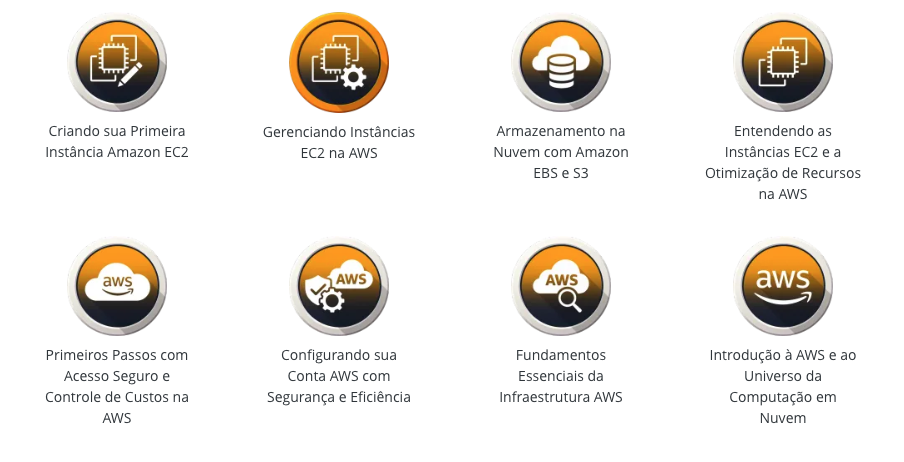 Criando sua Primeira
Instância Amazon EC2
Gerenciando Instâncias
EC2 na AWS
Armazenamento na
Nuvem com Amazon
EBS e S3
Entendendo as
Instâncias EC2 e a
Otimização de Recursos
na AWS
aws
Primeiros Passos com
Acesso Seguro e
Controle de Custos na
AWS
AWS
Configurando sua
Conta AWS com
Segurança e Eficiência
AWS
Fundamentos
Essenciais da
Infraestrutura AWS
aws
Introdução à AWS e ao
Universo da
Computação em
Nuvem